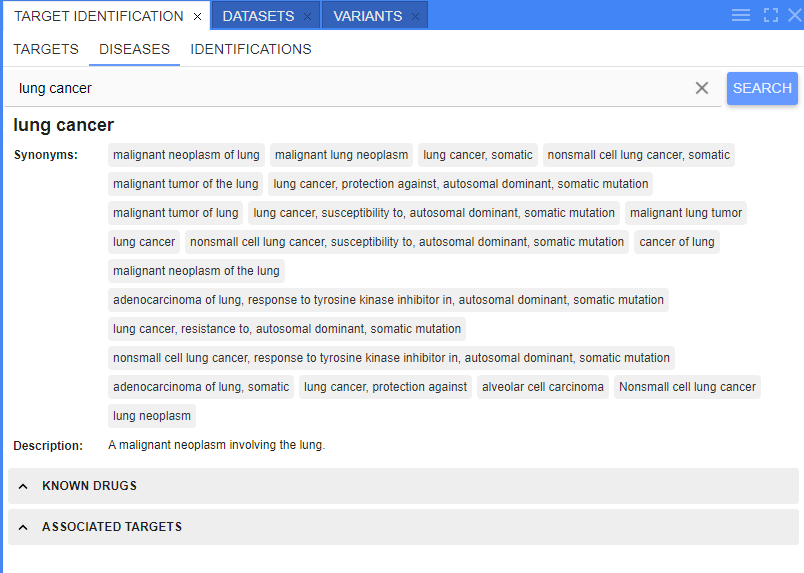 TARGET IDENTIFICATION × DATASETS × VARIANTS ×
TARGETS DISEASES IDENTIFICATIONS
lung cancer SEARCH
lung cancer
Synonyms: malignant neoplasm of lung malignant lung neoplasm lung cancer, somatic nonsmall cell lung cancer, somatic
malignant tumor of the lung lung cancer, protection against, autosomal dominant, somatic mutation
malignant tumor of lung lung cancer, susceptibility to, autosomal dominant, somatic mutation malignant lung tumor
lung cancer nonsmall cell lung cancer, susceptibility to, autosomal dominant, somatic mutation cancer of lung
malignant neoplasm of the lung
adenocarcinoma of lung, response to tyrosine kinase inhibitor in, autosomal dominant, somatic mutation
lung cancer, resistance to, autosomal dominant, somatic mutation
nonsmall cell lung cancer, response to tyrosine kinase inhibitor in, autosomal dominant, somatic mutation
adenocarcinoma of lung, somatic lung cancer, protection against alveolar cell carcinoma Nonsmall cell lung cancer
lung neoplasm
Description: A malignant neoplasm involving the lung.
KNOWN DRUGS
ASSOCIATED TARGETS